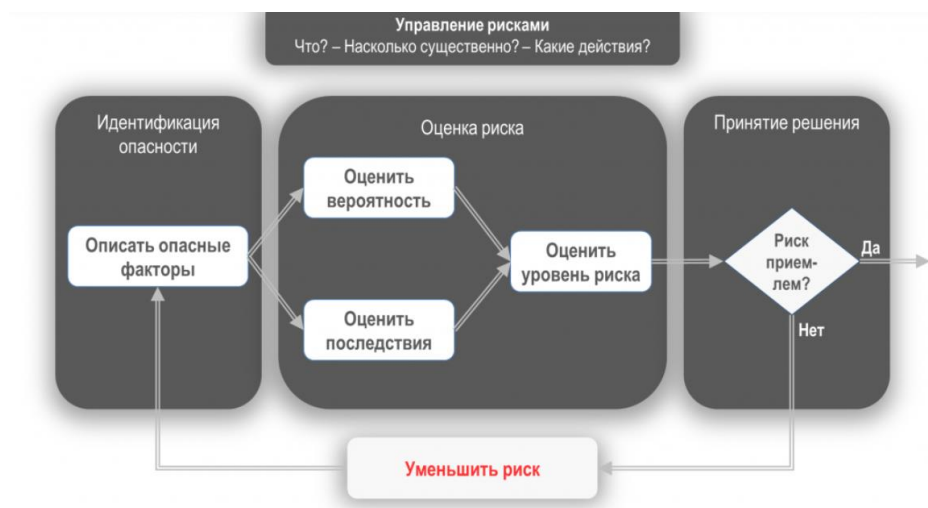 Управление рисками
Что? – Насколько существенно? – Какие действия?
Идентификация
опасности
Описать опасные
факторы
Оценка риска
Оценить
вероятность
Оценить
последствия
Оценить
уровень риска
Принятие решения
Риск
прием-
лем?
Да
Нет
Уменьшить риск